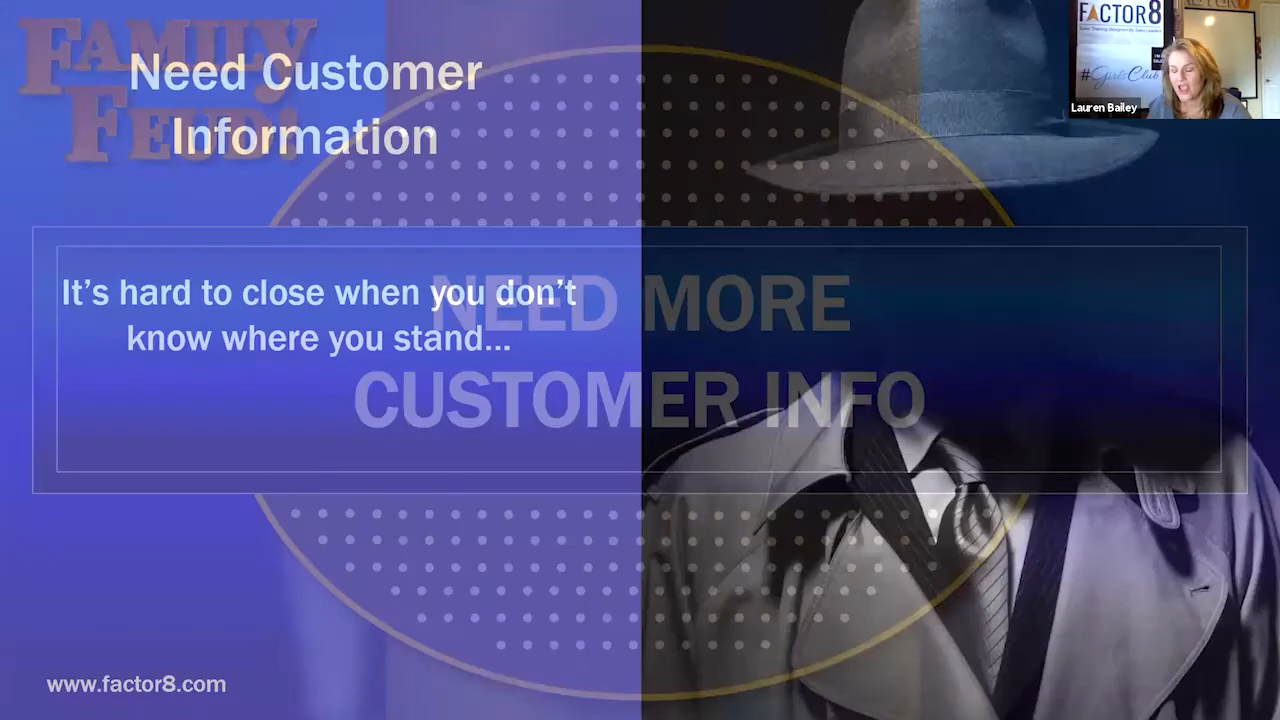 FAMILY
FEUD!
Need Customer
Information
FACTOR8
#GirlsClub
Lauren Bailey
It’s hard to close when you don’t
know where you stand...
NEED MORE
CUSTOMER INFO
www.factor8.com